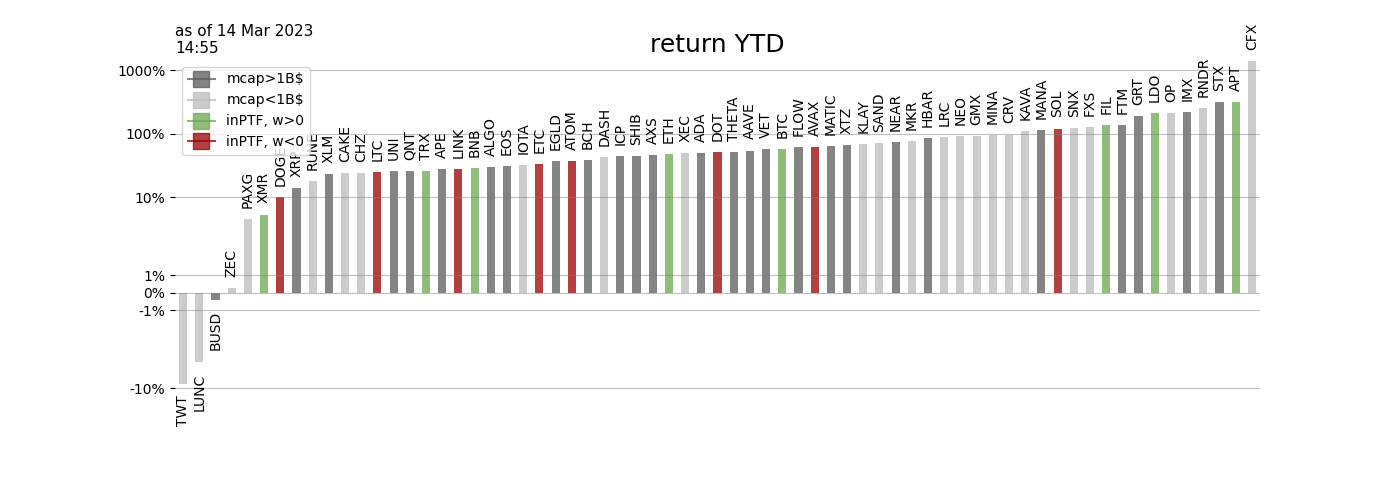 as of 14 Mar 2023
14:55
return YTD
mcap>1B$
mcap<1B$
inPTF, w>0
inPTF, w<0
1000%
100%
10%
1%
0%
-1%
-10%
TWT
LUNC
BUSD
ZEC
PAXG
XMR
DOGE
XRP
RUNE
XLM
CAKE
CHZ
LTC
UNI
QNT
TRX
APE
LINK
BNB
ALGO
EOS
IOTA
ETC
EGLD
ATOM
BCH
DASH
ICP
SHIB
AXS
ETH
XEC
ADA
DOT
THETA
AAVE
VET
BTC
FLOW
AVAX
MATIC
XTZ
KLAY
SAND
NEAR
MKR
HBAR
LRC
NEO
GMX
MINA
CRV
KAVA
MANA
SOL
SNX
FXS
FIL
FTM
GRT
LDO
OP
IMX
RNDR
STX
APT
CFX